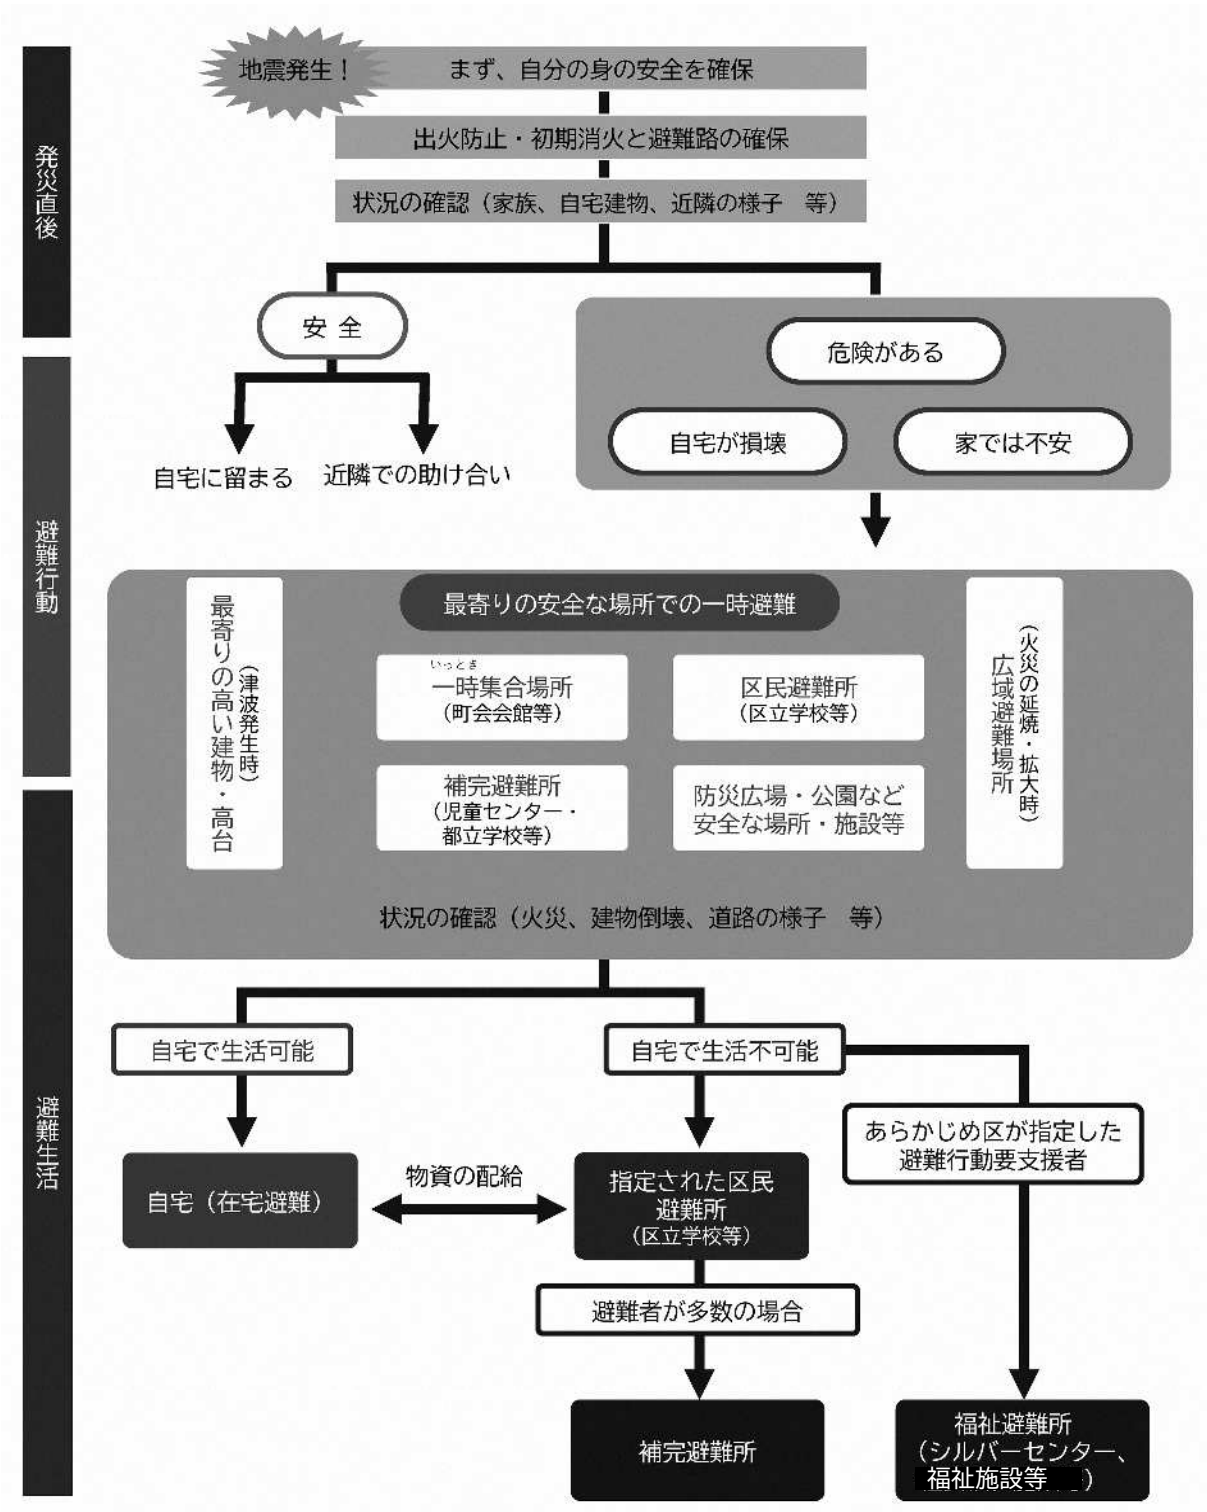 発災直後
地震発生！
まず、自分の身の安全を確保
出火防止・初期消火と避難路の確保
状況の確認（家族、自宅建物、近隣の様子　等）
安全
危険がある
自宅が損壊
家では不安
避難行動
自宅に留まる
近隣での助け合い
最寄りの安全な場所での一時避難
最寄りの高い建物・高台
（津波発生時）
いっとき
一時集合場所
（町会会館等）
区民避難所
（区立学校等）
補完避難所
（児童センター・
都立学校等）
防災広場・公園など
安全な場所・施設等
（火災の延焼・拡大時）
広域避難場所
状況の確認（火災、建物倒壊、道路の様子　等）
避難生活
自宅で生活可能
自宅で生活不可能
あらかじめ区が指定した
避難行動要支援者
自宅（在宅避難）
物資の配給
指定された区民
避難所
（区立学校等）
避難者が多数の場合
補完避難所
福祉避難所
（シルバーセンター、
福祉施設等　）